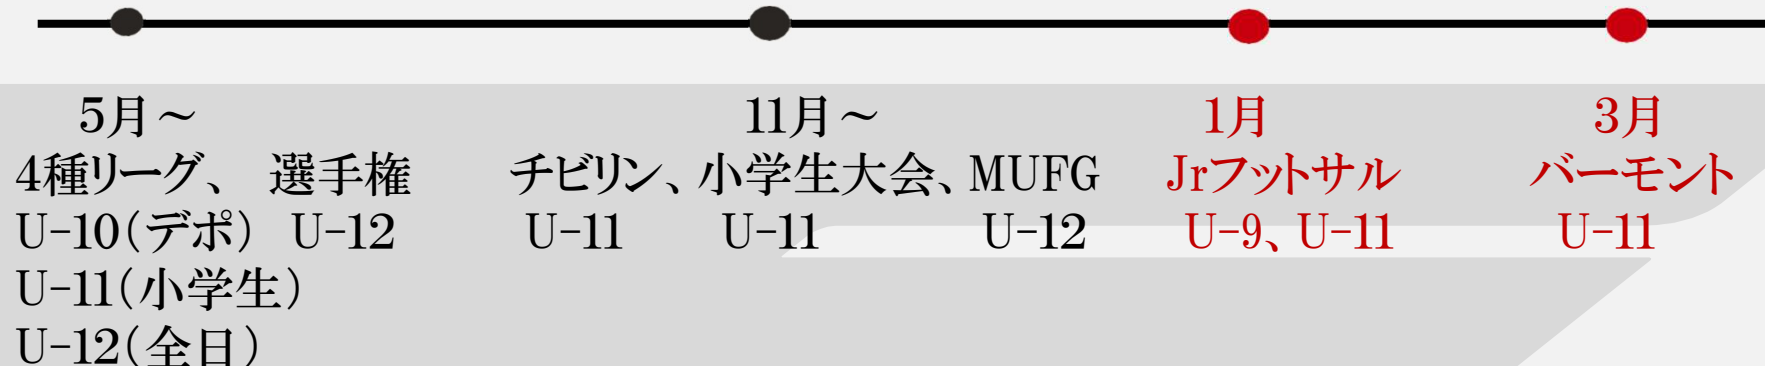 5月～ 11月～ 1月 3月
4種リーグ、 選手権 チビリン、小学生大会、MUFG Jrフットサル バーモント
U-10(デポ) U-12 U-11 U-11 U-12 U-9、U-11 U-11
U-11(小学生)
U-12(全日)